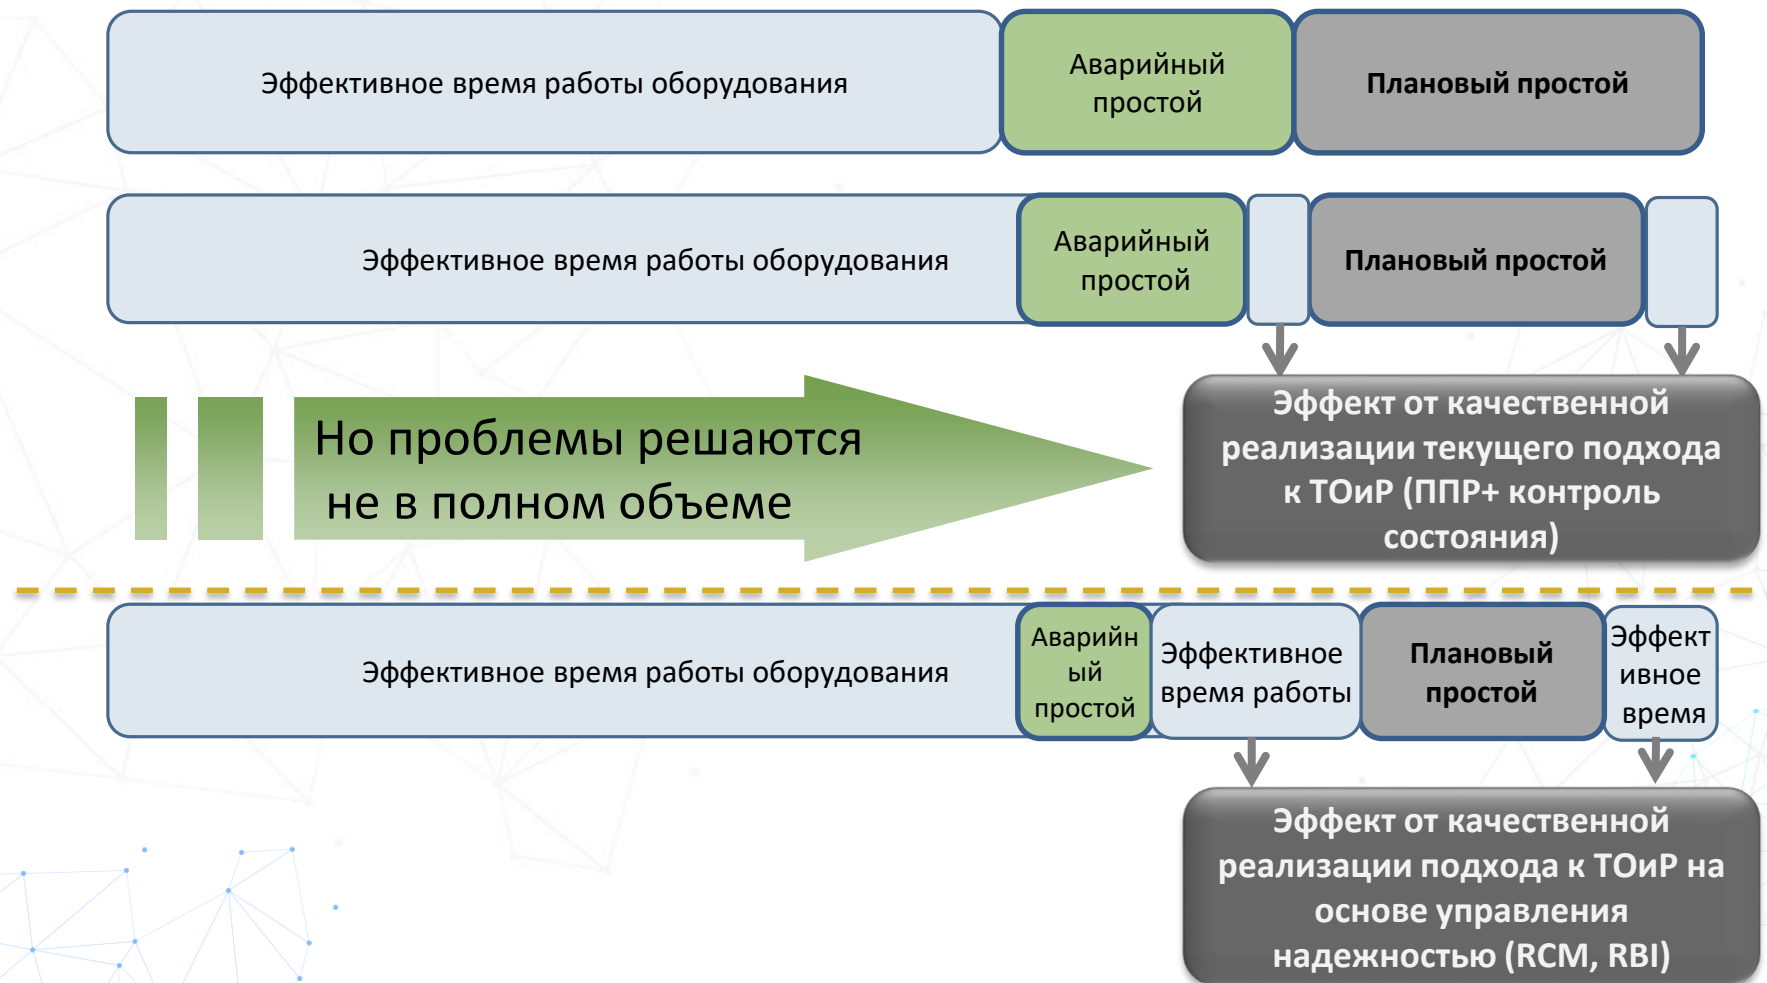 Эффективное время работы оборудования
Аварийный
простой
Плановый простой
Эффективное время работы оборудования
Аварийный
простой
Плановый простой
Но проблемы решаются
не в полном объеме
Эффект от качественной
реализации текущего подхода
к ТОиР (ППР+ контроль
состояния)
Эффективное время работы оборудования
Аварийн
ый
простой
Эффективное
время работы
Плановый
простой
Эффект
ивное
время
Эффект от качественной
реализации подхода к ТОиР на
основе управления
надежностью (RCM, RBI)